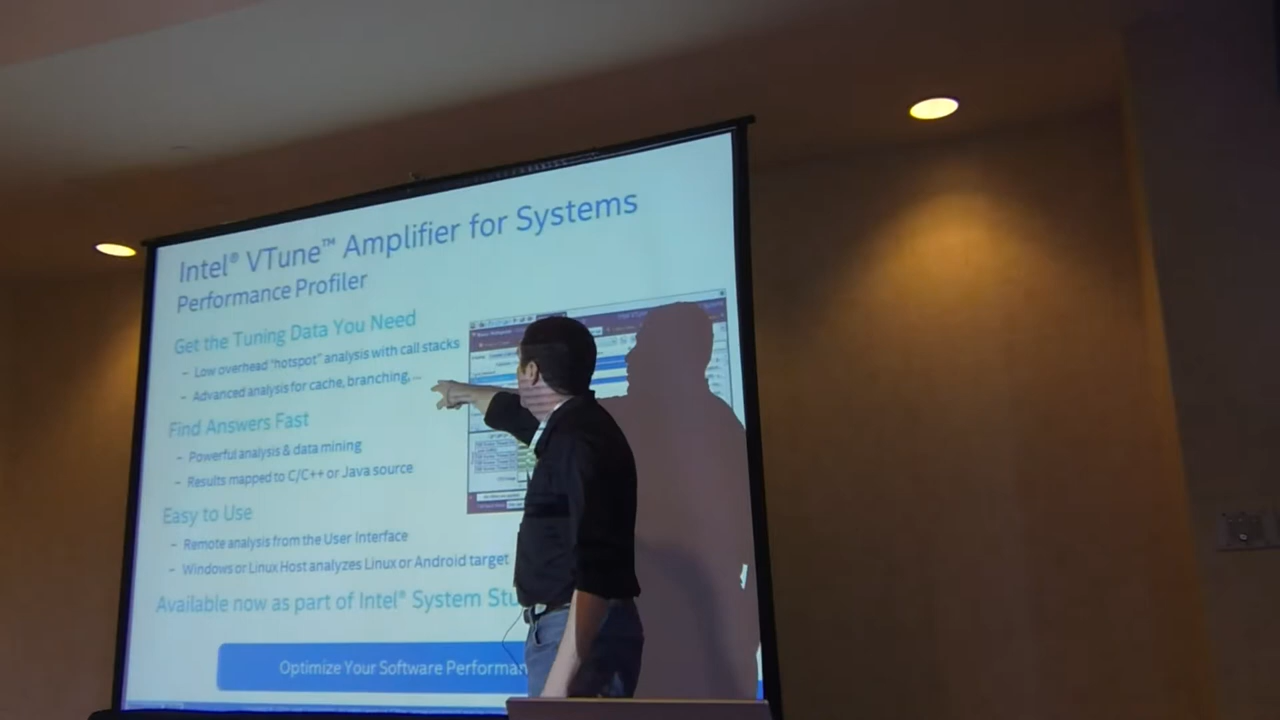 Intel® VTune™ Amplifier for Systems
Performance Profiler
Get the Tuning Data You Need
– Low overhead "hotspot" analysis with call stacks
– Advanced analysis for cache, branching, ...
Find Answers Fast
– Powerful analysis & data mining
– Results mapped to C/C++ or Java source
Easy to Use
– Remote analysis from the User Interface
– Windows or Linux Host analyzes Linux or Android target
Available now as part of Intel® System Stu
Optimize Your Software Performan